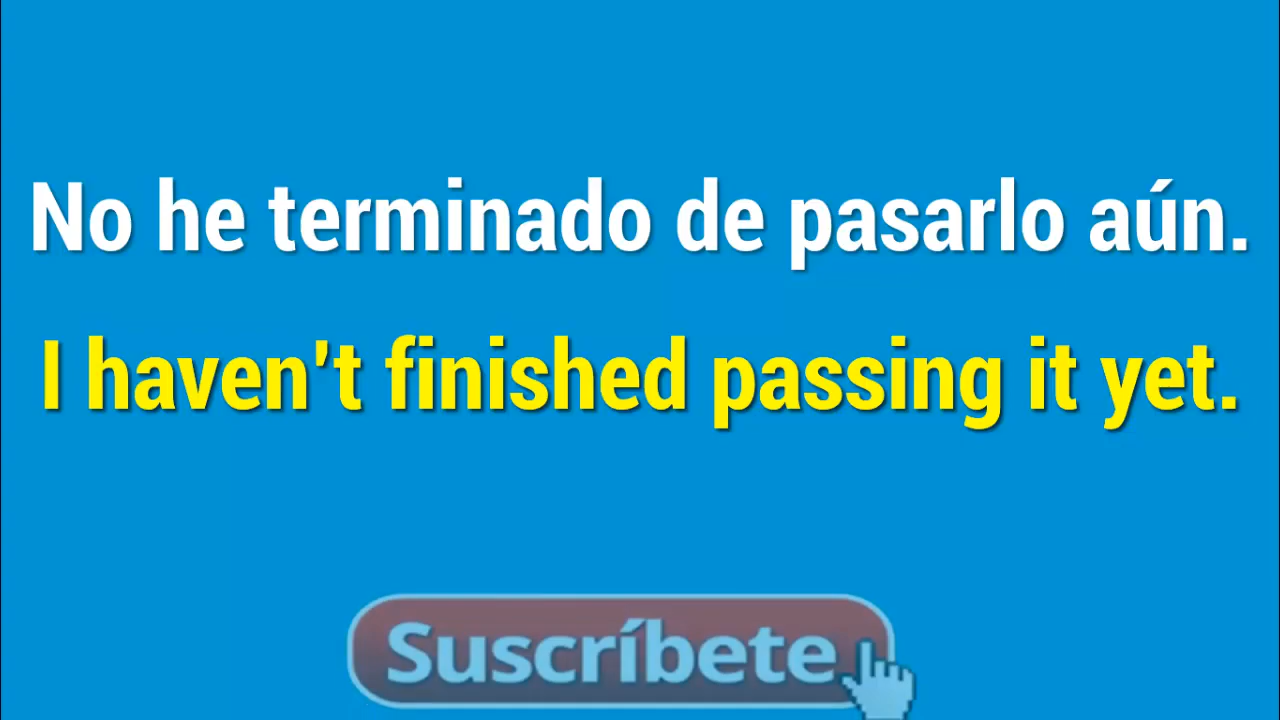 No he terminado de pasarlo aún.
I haven't finished passing it yet.
Suscríbete